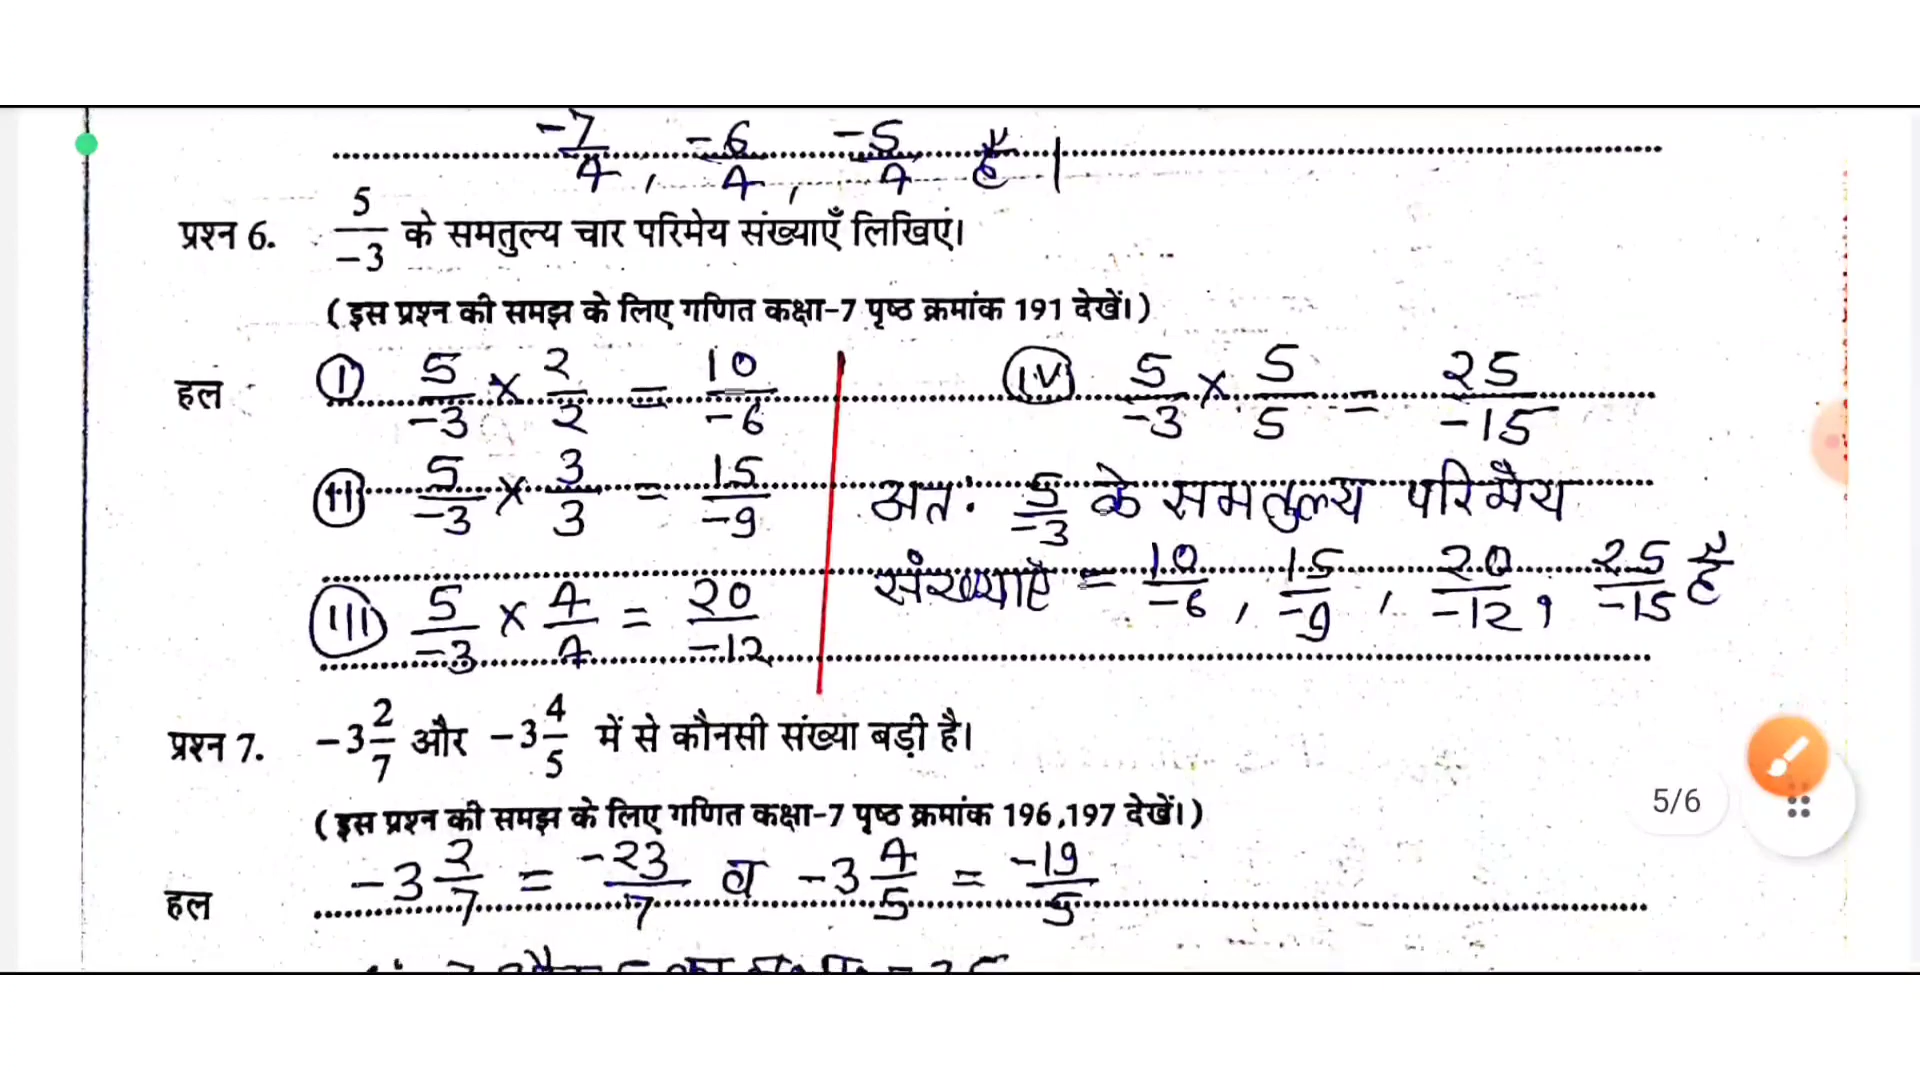 -7/4, -6/4, -5/4 है।
प्रश्न 6. 5/-3 के समतुल्य चार परिमेय संख्याएँ लिखिएं।
(इस प्रश्न की समझ के लिए गणित कक्षा-7 पृष्ठ क्रमांक 191 देखें।)
हल (I) 5/-3 × 2/2 = 10/-6
(II) 5/-3 × 3/3 = 15/-9
(III) 5/-3 × 4/4 = 20/-12
(IV) 5/-3 × 5/5 = 25/-15
अतः 5/-3 के समतुल्य परिमेय
संख्याएँ = 10/-6, 15/-9, 20/-12, 25/-15 है
प्रश्न 7. -3 2/7 और -3 4/5 में से कौनसी संख्या बड़ी है।
(इस प्रश्न की समझ के लिए गणित कक्षा-7 पृष्ठ क्रमांक 196,197 देखें।)
हल -3 2/7 = -23/7 व -3 4/5 = -19/5
5/6